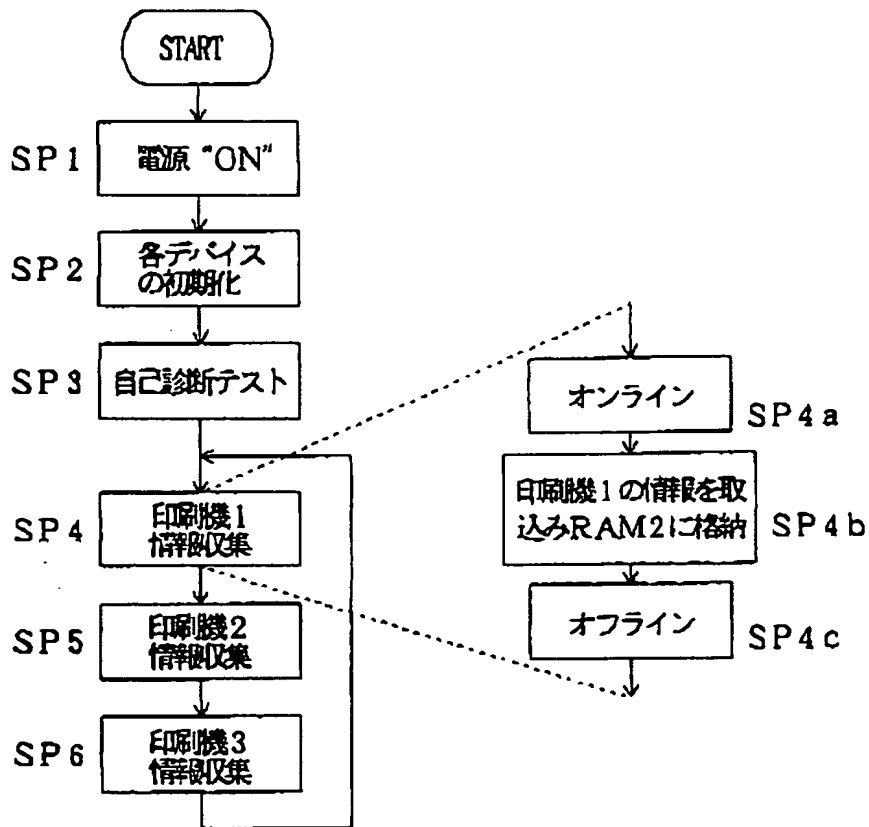 START
SP1
電源 "ON"
SP2
各デバイス
の初期化
SP3
自己診断テスト
SP4
印刷機1
情報収集
SP5
印刷機2
情報収集
SP6
印刷機3
情報収集
オンライン
SP4a
印刷機1の情報を取
込みRAM2に格納
SP4b
オフライン
SP4c